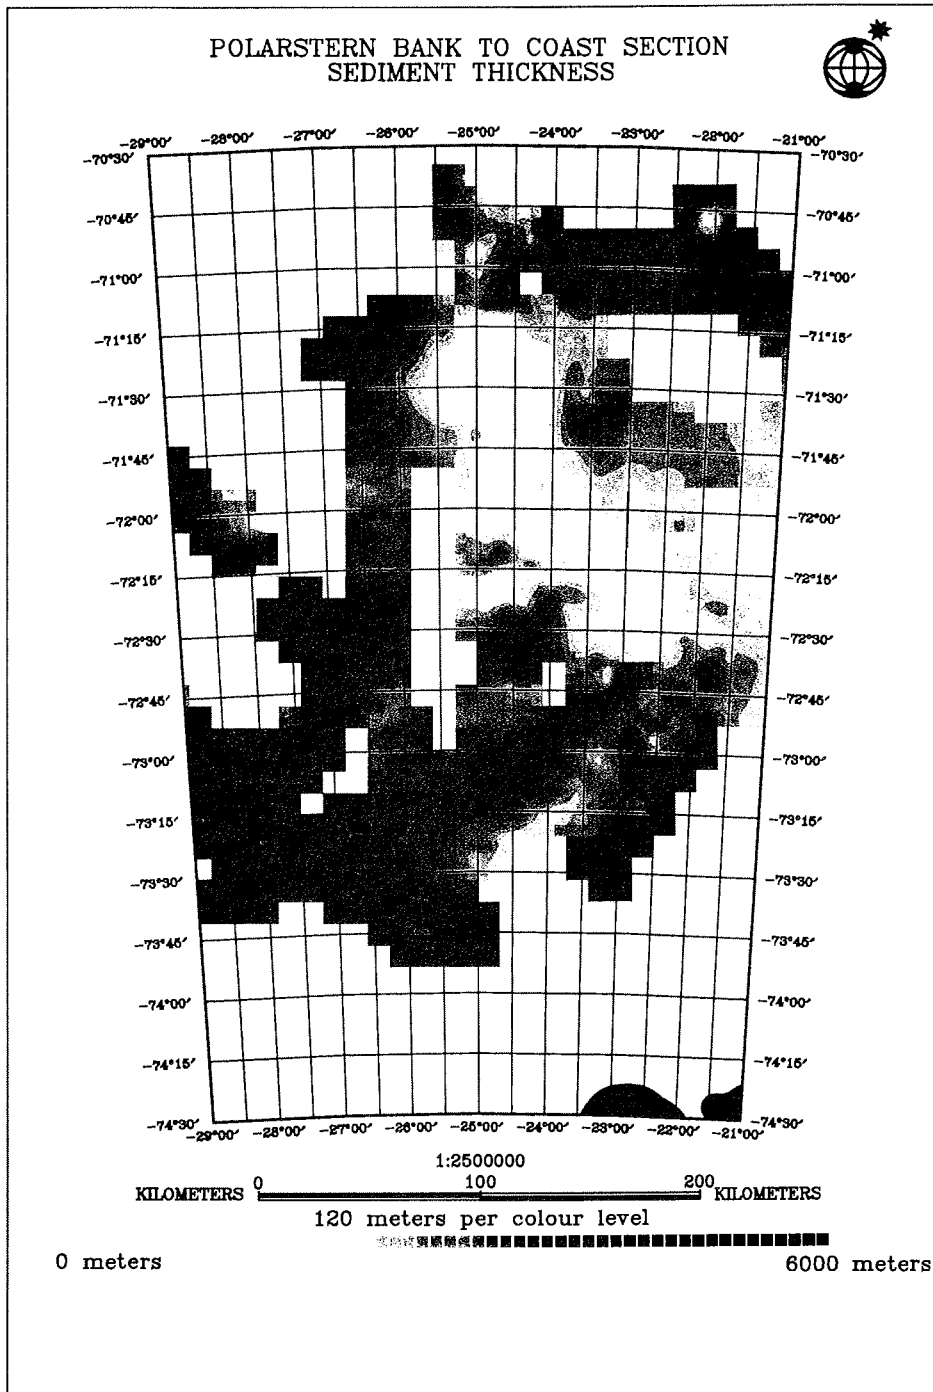 POLARSTERN BANK TO COAST SECTION
SEDIMENT THICKNESS
-29°00′ -28°00′ -27°00′ -26°00′ -25°00′ -24°00′ -23°00′ -22°00′ -21°00′
-70°30′ -70°30′
-70°45′ -70°45′
-71°00′ -71°00′
-71°15′ -71°15′
-71°30′ -71°30′
-71°45′ -71°45′
-72°00′ -72°00′
-72°15′ -72°15′
-72°30′ -72°30′
-72°45′ -72°45′
-73°00′ -73°00′
-73°15′ -73°15′
-73°30′ -73°30′
-73°45′ -73°45′
-74°00′ -74°00′
-74°15′ -74°15′
-74°30′ -74°30′
-29°00′ -28°00′ -27°00′ -26°00′ -25°00′ -24°00′ -23°00′ -22°00′ -21°00′
1:2500000
KILOMETERS 0 100 200 KILOMETERS
120 meters per colour level
0 meters 6000 meters